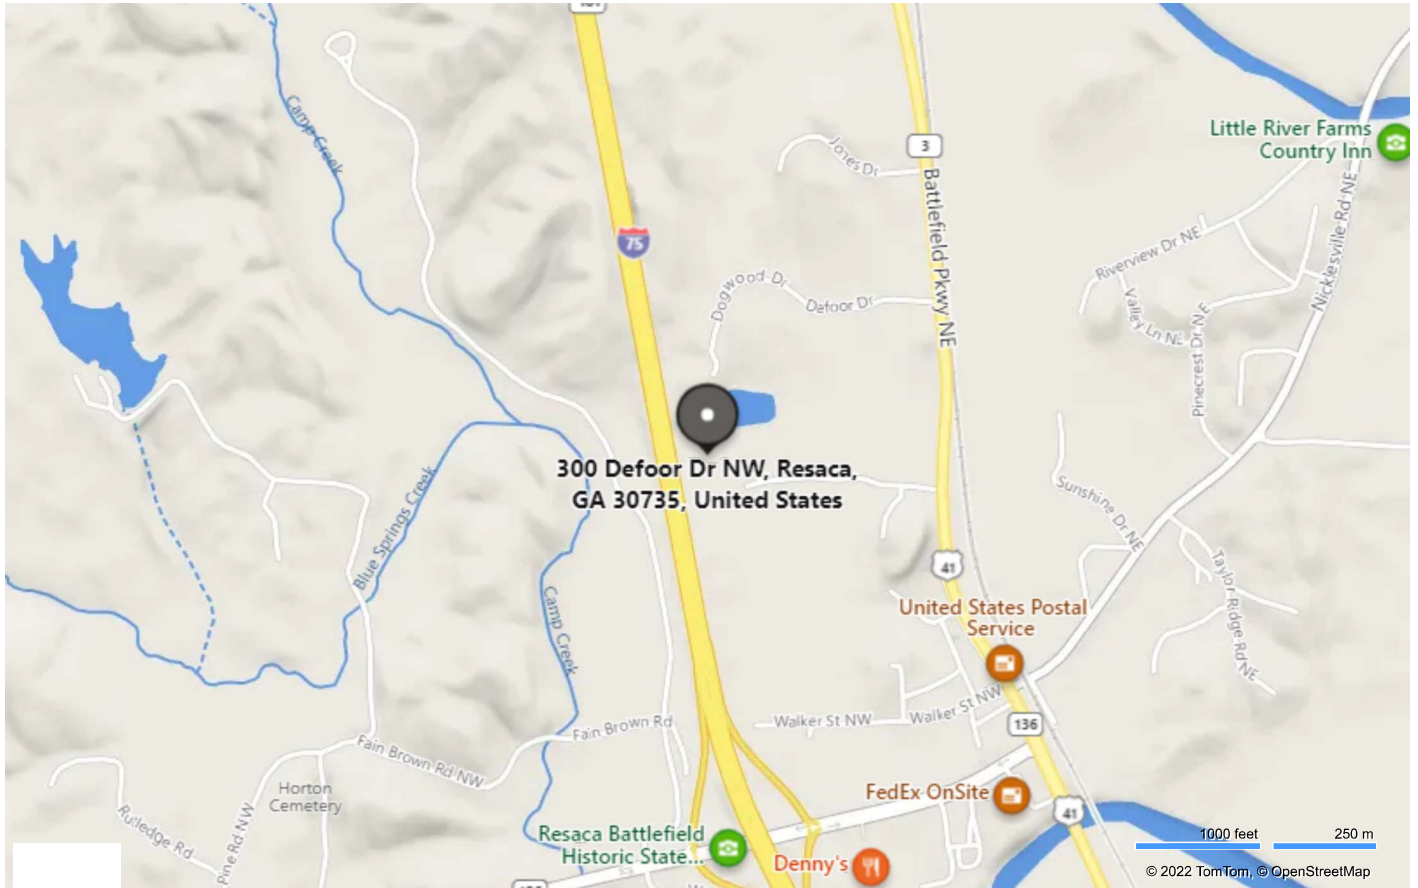 Camp Creek
75
3
Jones Dr
Battlefield Pkwy NE
Little River Farms
Country Inn
Nicklesville Rd NE
Riverview Dr NE
Valley Ln NE
Pinecrest Dr NE
Dogwood Dr
Defoor Dr
300 Defoor Dr NW, Resaca,
GA 30735, United States
Blue Springs Creek
Sunshine Dr NE
41
Camp Creek
Taylor Ridge Rd NE
United States Postal
Service
Walker St NW
Walker St NW
136
Fain Brown Rd
Fain Brown Rd NW
Horton
Cemetery
Rutledge Rd
Pine Rd NW
FedEx OnSite
41
Resaca Battlefield
Historic State...
Denny's
1000 feet
250 m
© 2022 TomTom, © OpenStreetMap